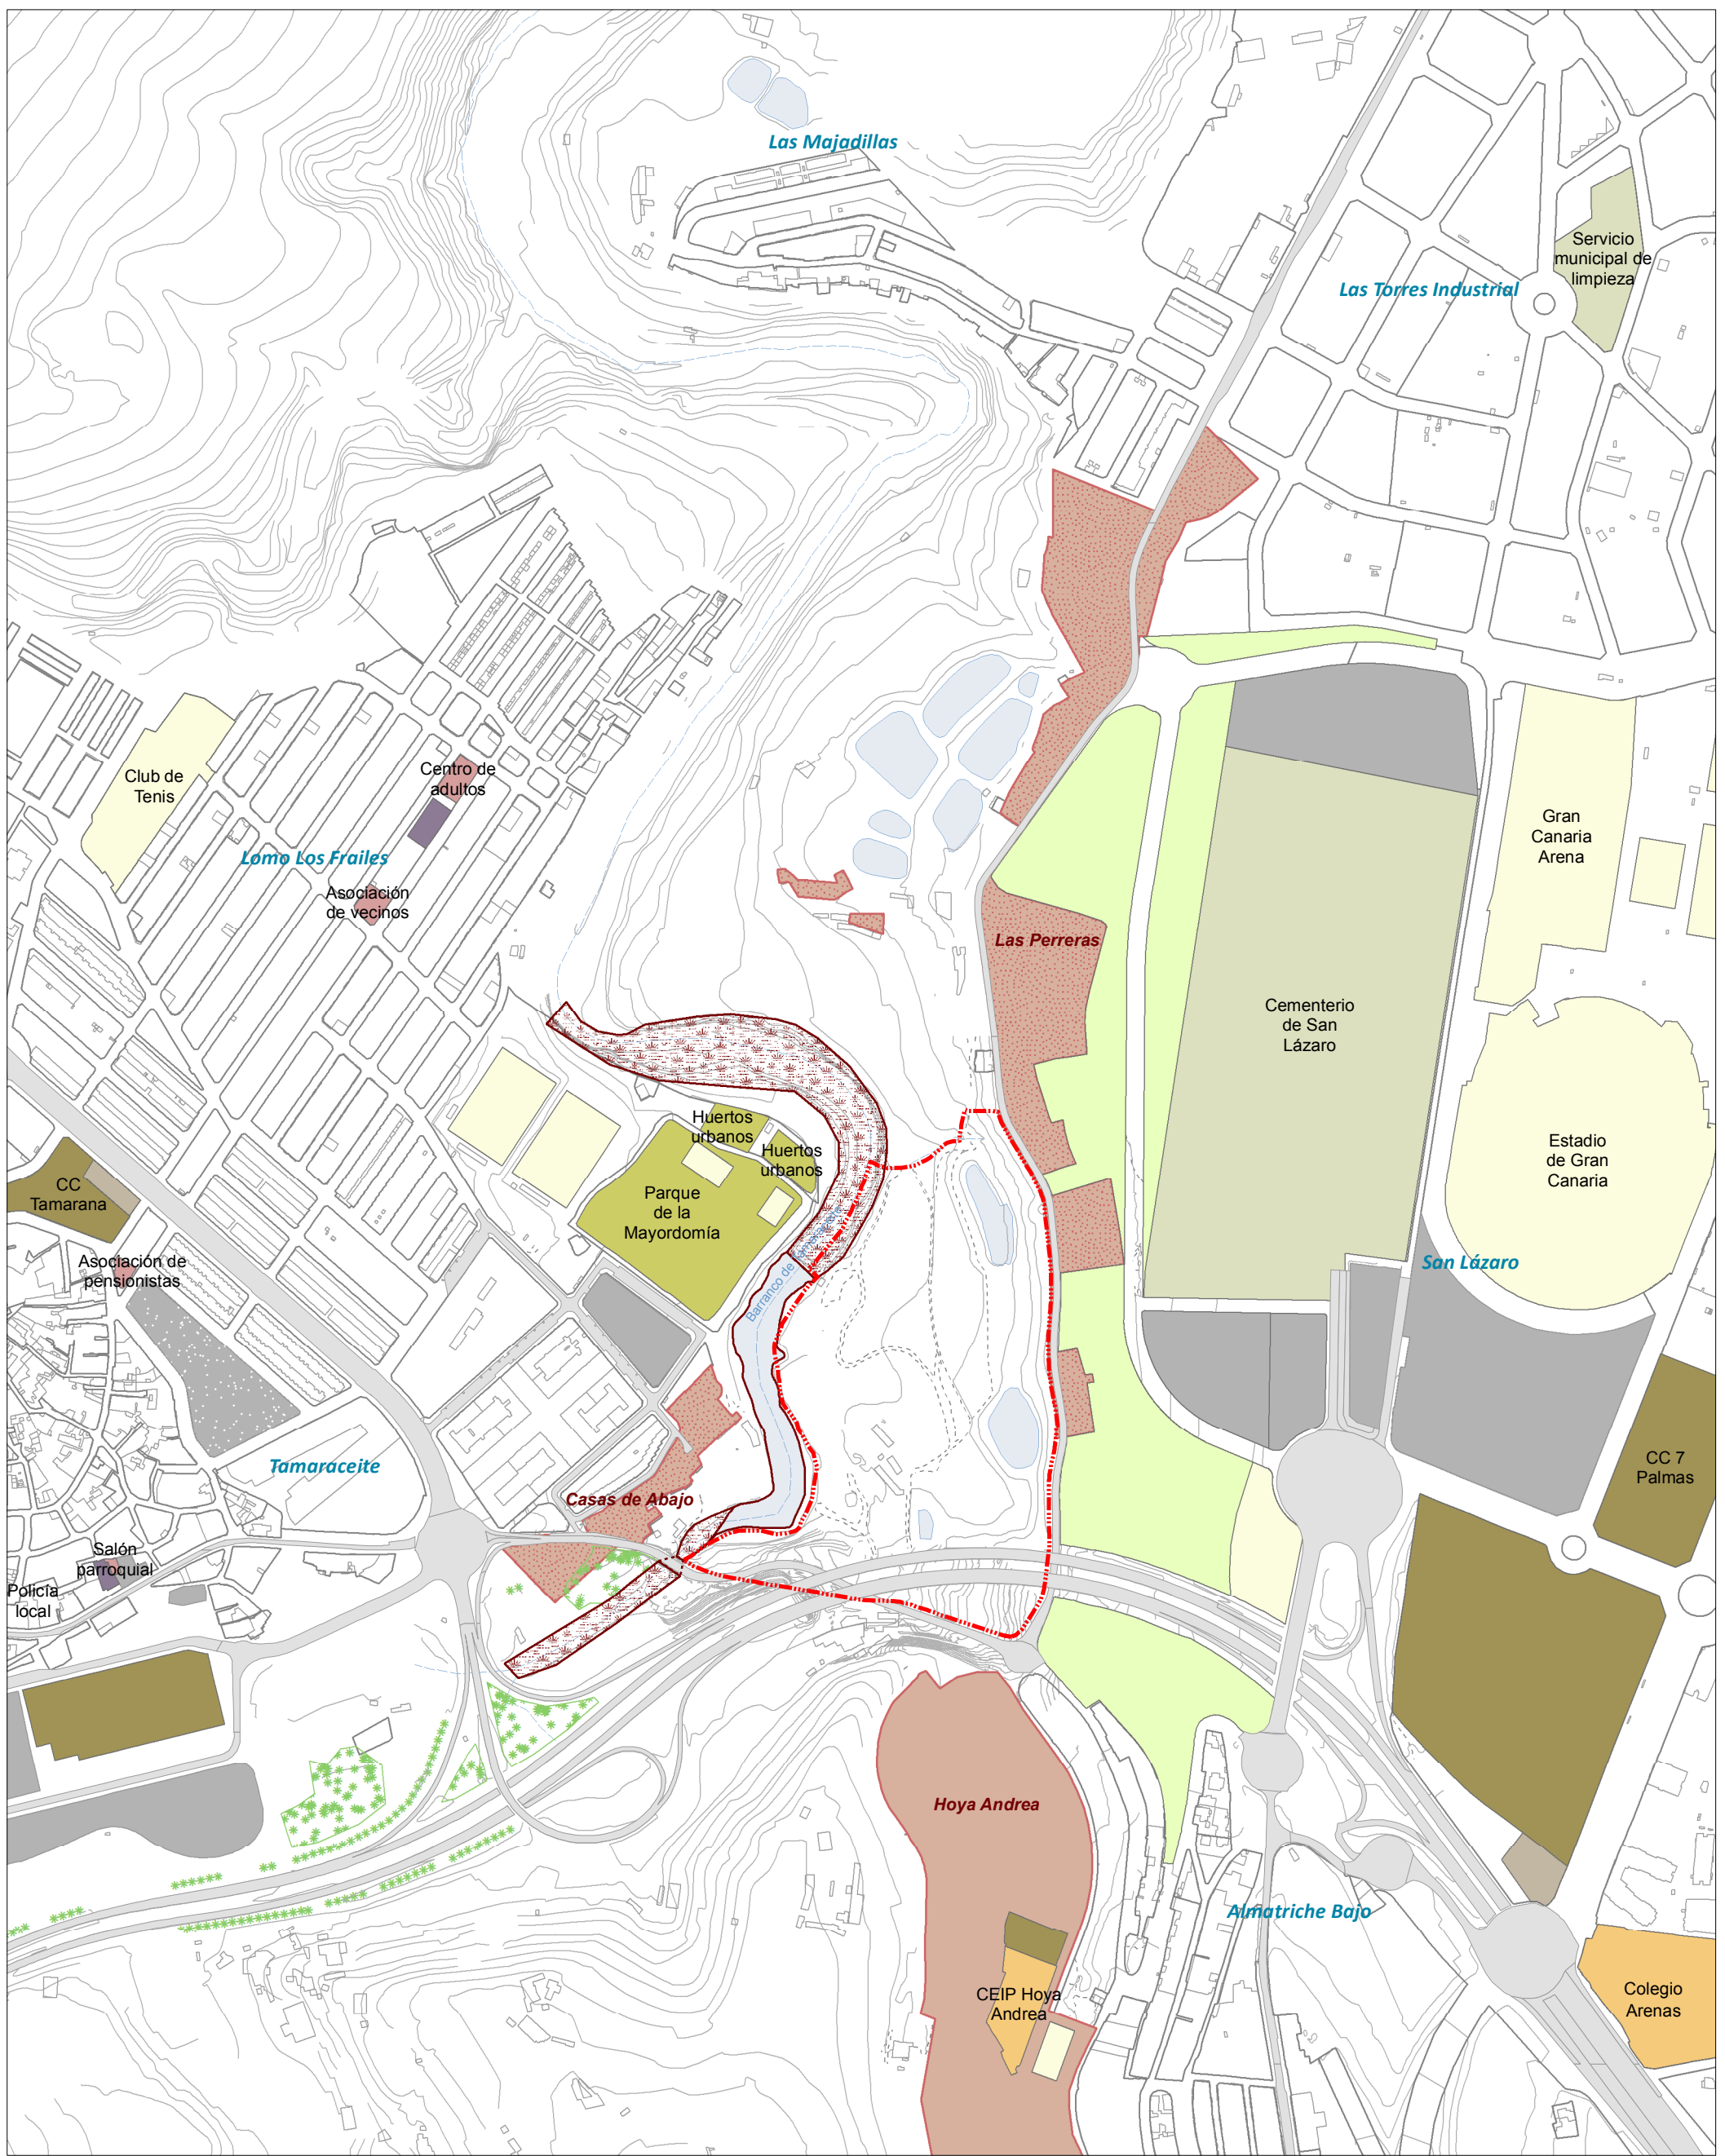 Las Majadillas
Servicio
municipal de
limpieza
Las Torres Industrial
Club de
Tenis
Centro de
adultos
Lomo Los Frailes
Asociación
de vecinos
Gran
Canaria
Arena
Las Perreras
Cementerio
de San
Lázaro
Huertos
urbanos
Huertos
urbanos
Estadio
de Gran
Canaria
CC
Tamarana
Parque
de la
Mayordomía
Asociación de
pensionistas
San Lázaro
Barranco de
Tamaraceite
CC 7
Palmas
Casas de Abajo
Salón
parroquial
Policía
local
Hoya Andrea
Almatriche Bajo
CEIP Hoya
Andrea
Colegio
Arenas